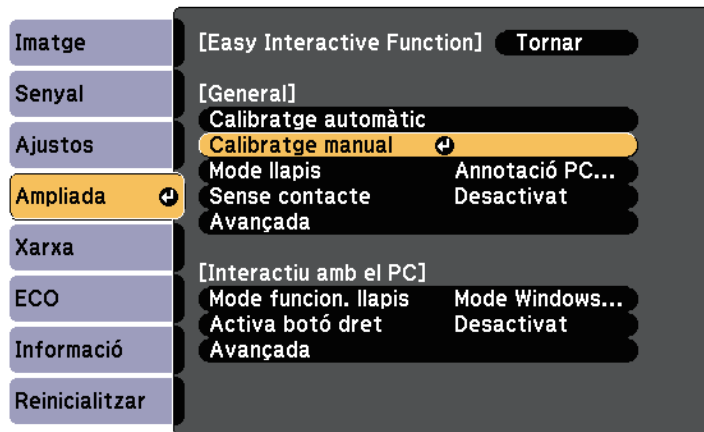 Imatge
Senyal
Ajustos
Ampliada
Xarxa
ECO
Informació
Reinicialitzar
[Easy Interactive Function] Tornar
[General]
Calibratge automàtic
Calibratge manual
Mode llapis Annotació PC...
Sense contacte Desactivat
Avançada
[Interactiu amb el PC]
Mode funcion. llapis Mode Windows...
Activa botó dret Desactivat
Avançada